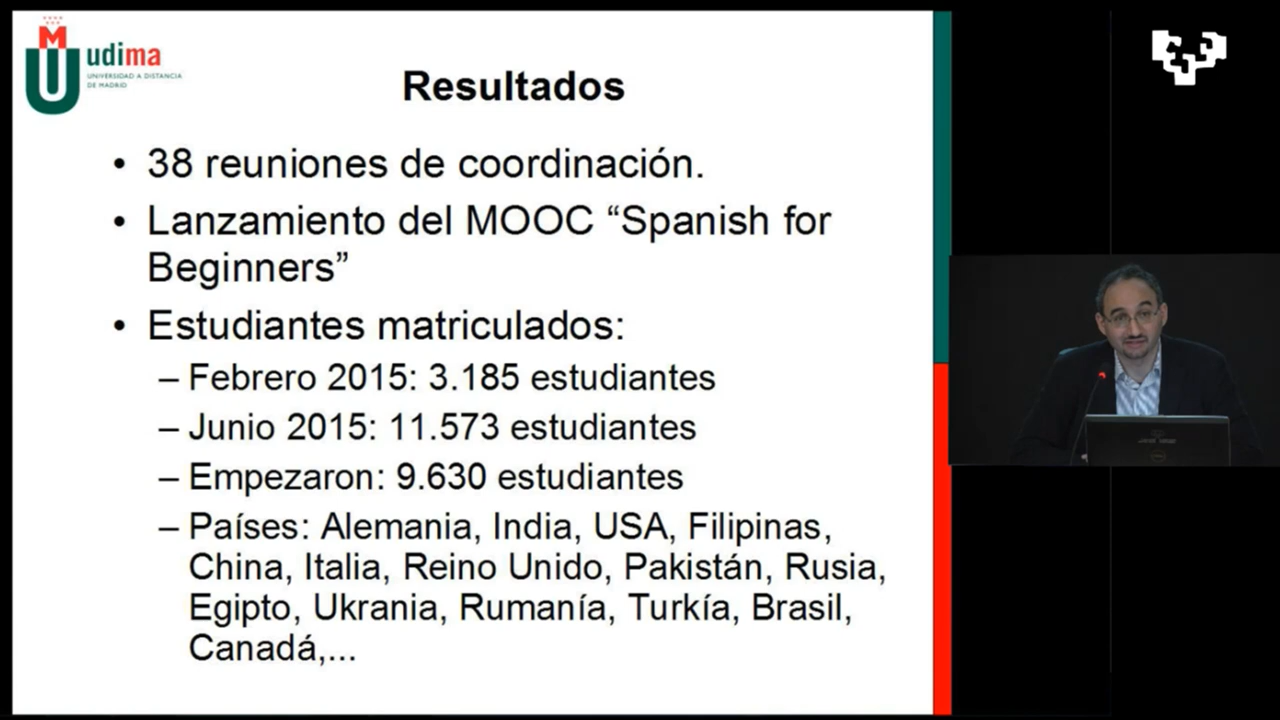 udima
UNIVERSIDAD A DISTANCIA
DE MADRID
Resultados
• 38 reuniones de coordinación.
• Lanzamiento del MOOC “Spanish for
Beginners”
• Estudiantes matriculados:
– Febrero 2015: 3.185 estudiantes
– Junio 2015: 11.573 estudiantes
– Empezaron: 9.630 estudiantes
– Países: Alemania, India, USA, Filipinas,
China, Italia, Reino Unido, Pakistán, Rusia,
Egipto, Ukrania, Rumanía, Turkía, Brasil,
Canadá,...